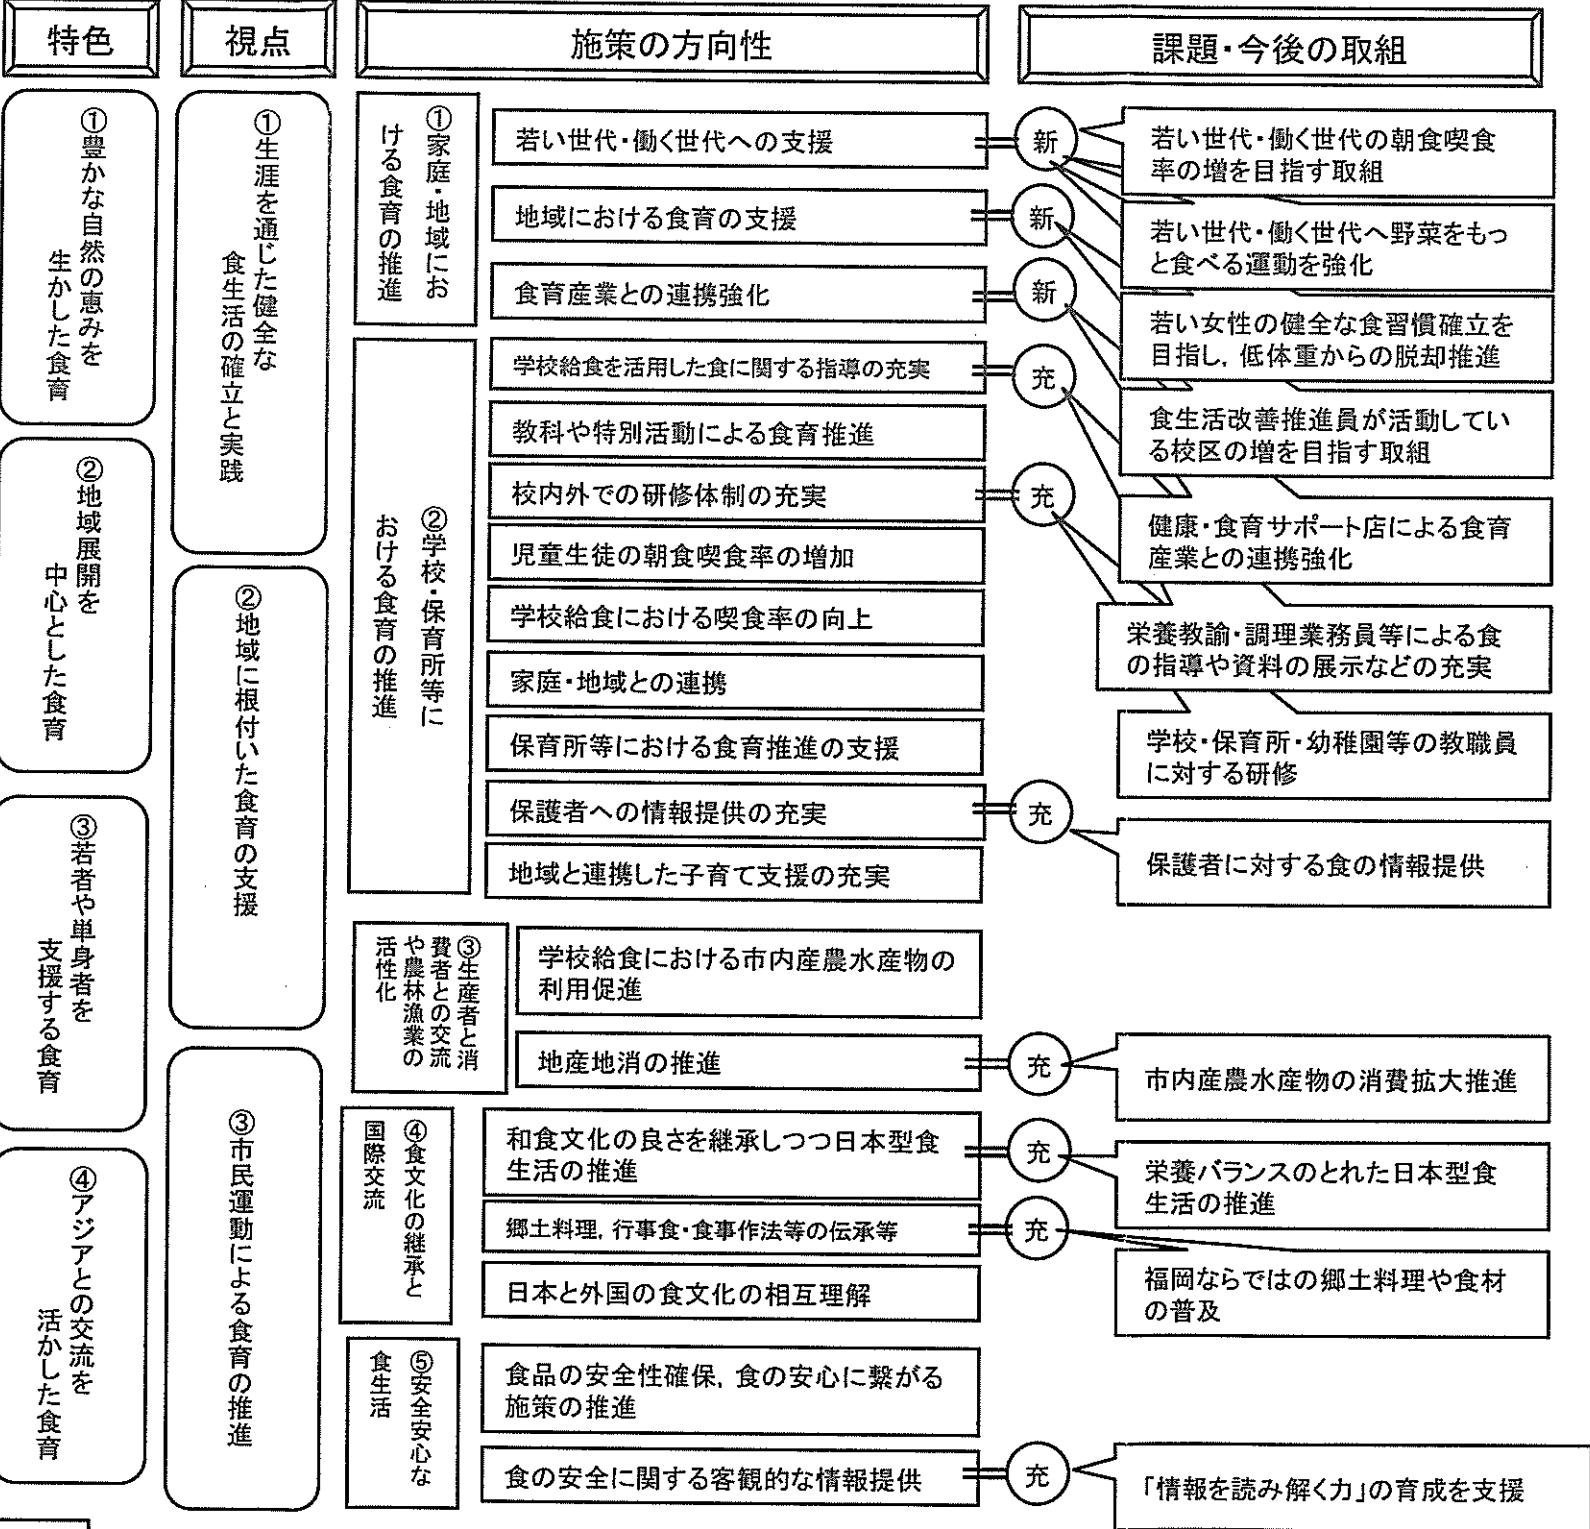 特色
視点
施策の方向性
課題・今後の取組
①豊かな自然の恵みを
生かした食育
②地域展開を
中心とした食育
③若者や単身者を
支援する食育
④アジアとの交流を
活かした食育
①生涯を通じた健全な
食生活の確立と実践
②地域に根付いた食育の支援
③市民運動による食育の推進
①家庭・地域にお
ける食育の推進
若い世代・働く世代への支援
新
地域における食育の支援
新
食育産業との連携強化
新
②学校・保育所等に
おける食育の推進
学校給食を活用した食に関する指導の充実
充
教科や特別活動による食育推進
校内外での研修体制の充実
充
児童生徒の朝食喫食率の増加
学校給食における喫食率の向上
家庭・地域との連携
保育所等における食育推進の支援
保護者への情報提供の充実
充
地域と連携した子育て支援の充実
③生産者と消
費者との交流
や農林漁業の
活性化
学校給食における市内産農水産物の
利用促進
地産地消の推進
充
④食文化の継承と
国際交流
和食文化の良さを継承しつつ日本型食
生活の推進
充
郷土料理，行事食・食事作法等の伝承等
充
日本と外国の食文化の相互理解
⑤安全安心な
食生活
食品の安全性確保，食の安心に繋がる
施策の推進
食の安全に関する客観的な情報提供
充
若い世代・働く世代の朝食喫食
率の増を目指す取組
若い世代・働く世代へ野菜をもっ
と食べる運動を強化
若い女性の健全な食習慣確立を
目指し，低体重からの脱却推進
食生活改善推進員が活動してい
る校区の増を目指す取組
健康・食育サポート店による食育
産業との連携強化
栄養教諭・調理業務員等による食
の指導や資料の展示などの充実
学校・保育所・幼稚園等の教職員
に対する研修
保護者に対する食の情報提供
市内産農水産物の消費拡大推進
栄養バランスのとれた日本型食
生活の推進
福岡ならではの郷土料理や食材
の普及
「情報を読み解く力」の育成を支援